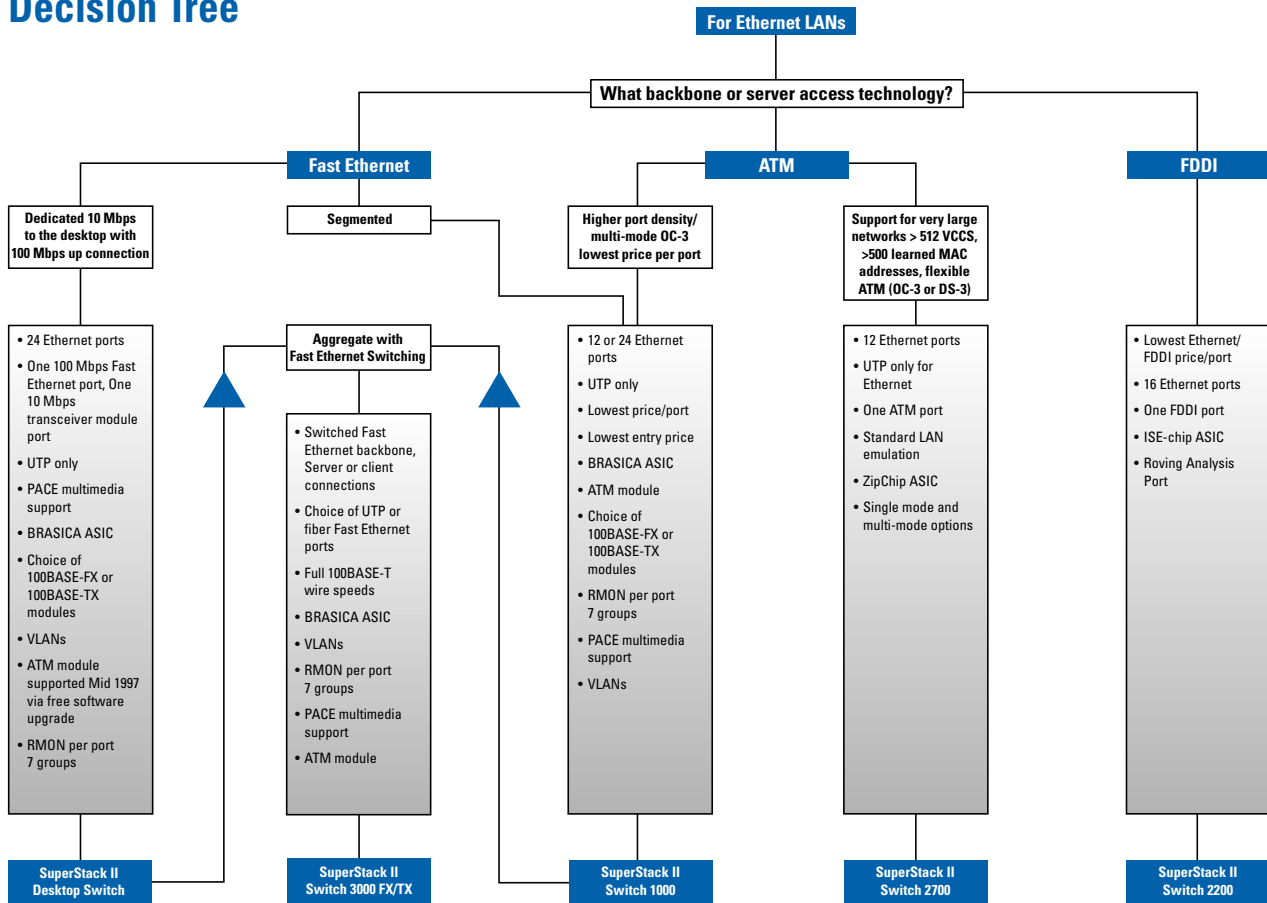 Decision Tree
For Ethernet LANs
What backbone or server access technology?
Fast Ethernet
ATM
FDDI
Dedicated 10 Mbps
to the desktop with
100 Mbps up connection
Segmented
Higher port density/
multi-mode OC-3
lowest price per port
Support for very large
networks > 512 VCCS,
>500 learned MAC
addresses, flexible
ATM (OC-3 or DS-3)
• 24 Ethernet ports
• One 100 Mbps Fast
Ethernet port, One
10 Mbps
transceiver module
port
• UTP only
• PACE multimedia
support
• BRASICA ASIC
• Choice of
100BASE-FX or
100BASE-TX
modules
• VLANs
• ATM module
supported Mid 1997
via free software
upgrade
• RMON per port
7 groups
Aggregate with
Fast Ethernet Switching
• Switched Fast
Ethernet backbone,
Server or client
connections
• Choice of UTP or
fiber Fast Ethernet
ports
• Full 100BASE-T
wire speeds
• BRASICA ASIC
• VLANs
• RMON per port
7 groups
• PACE multimedia
support
• ATM module
• 12 or 24 Ethernet
ports
• UTP only
• Lowest price/port
• Lowest entry price
• BRASICA ASIC
• ATM module
• Choice of
100BASE-FX or
100BASE-TX
modules
• RMON per port
7 groups
• PACE multimedia
support
• VLANs
• 12 Ethernet ports
• UTP only for
Ethernet
• One ATM port
• Standard LAN
emulation
• ZipChip ASIC
• Single mode and
multi-mode options
• Lowest Ethernet/
FDDI price/port
• 16 Ethernet ports
• One FDDI port
• ISE-chip ASIC
• Roving Analysis
Port
SuperStack II
Desktop Switch
SuperStack II
Switch 3000 FX/TX
SuperStack II
Switch 1000
SuperStack II
Switch 2700
SuperStack II
Switch 2200